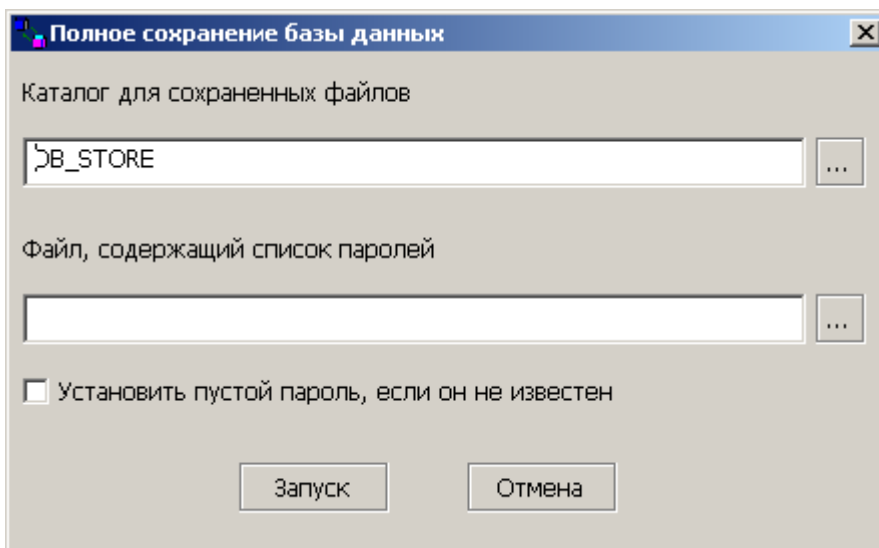 Полное сохранение базы данных
Каталог для сохраненных файлов
DB_STORE
...
Файл, содержащий список паролей
...
Установить пустой пароль, если он не известен
Запуск
Отмена